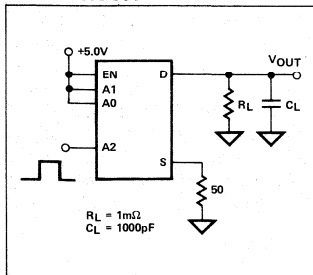 +5.0V
VOUT
EN
D
A1
A0
RL
CL
A2
S
50
RL = 1mΩ
CL = 1000pF